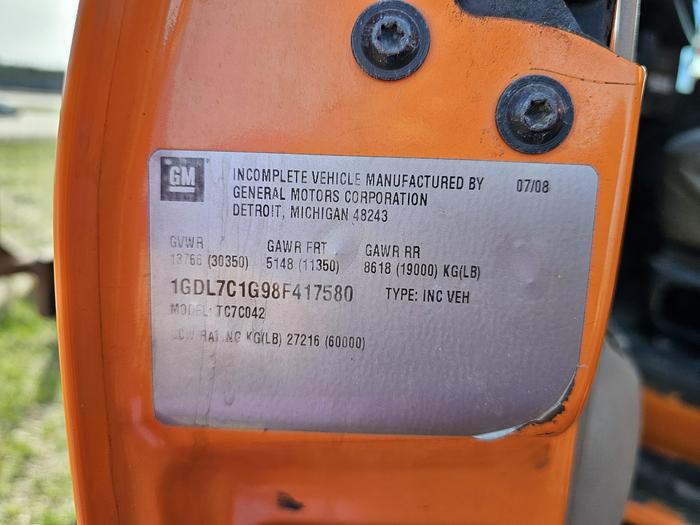 GM
INCOMPLETE VEHICLE MANUFACTURED BY 07/08
GENERAL MOTORS CORPORATION
DETROIT, MICHIGAN 48243
GVWR GAWR FRT GAWR RR
13766 (30350) 5148 (11350) 8618 (19000) KG(LB)
1GDL7C1G98F417580 TYPE: INC VEH
MODEL: TC7C042
RATING KG(LB) 27216 (60000)